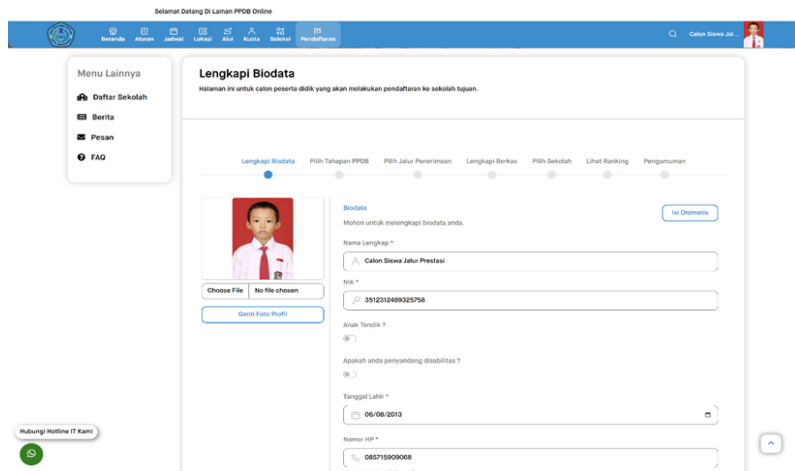 Selamat Datang Di Laman PPDB Online
Beranda Aturan Jadwal Lokasi Alur Kuota Seleksi Pendaftaran
Calon Siswa Jal...
Menu Lainnya
Daftar Sekolah
Berita
Pesan
FAQ
Lengkapi Biodata
Halaman ini untuk calon peserta didik yang akan melakukan pendaftaran ke sekolah tujuan.
Lengkapi Biodata Pilih Tahapan PPDB Pilih Jalur Penerimaan Lengkapi Berkas Pilih Sekolah Lihat Ranking Pengumuman
Choose File No file chosen
Ganti Foto Profil
Biodata
Isi Otomatis
Mohon untuk melengkapi biodata anda.
Nama Lengkap *
Calon Siswa Jalur Prestasi
NIK *
3512312489325758
Anak Tendik ?
Apakah anda penyandang disabilitas ?
Tanggal Lahir *
06/08/2013
Nomor HP *
085715909068
Hubungi Hotline IT Kami